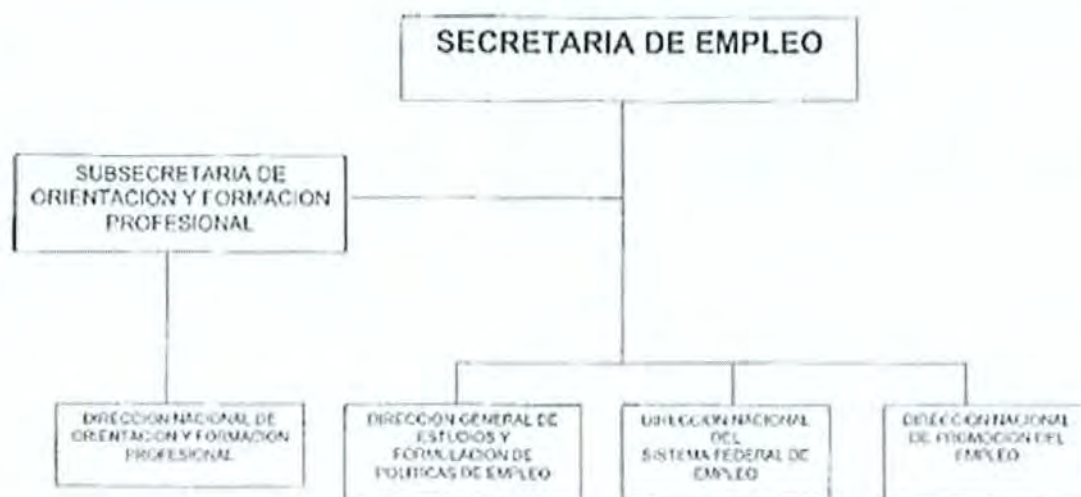 SECRETARIA DE EMPLEO
SUBSECRETARIA DE
ORIENTACION Y FORMACION
PROFESIONAL
DIRECCION NACIONAL DE
ORIENTACION Y FORMACION
PROFESIONAL
DIRECCION GENERAL DE
ESTUDIOS Y
FORMULACION DE
POLITICAS DE EMPLEO
DIRECCION NACIONAL
DEL
SISTEMA FEDERAL DE
EMPLEO
DIRECCION NACIONAL
DE PROMOCION DEL
EMPLEO